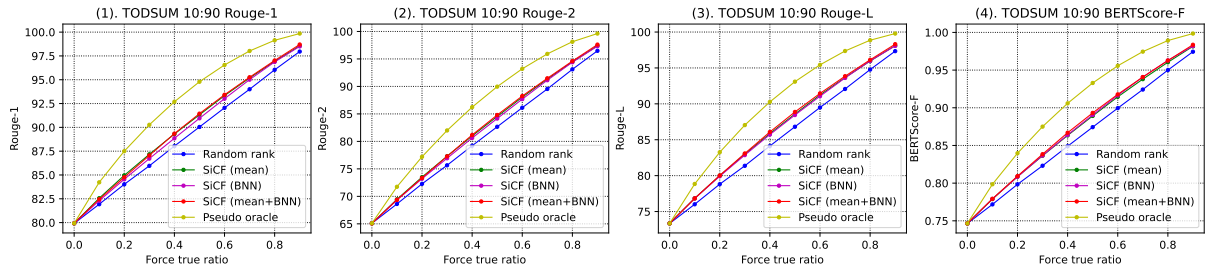 (1). TODSUM 10:90 Rouge-1
100.0
97.5
95.0
92.5
90.0
87.5
85.0
82.5
80.0
Rouge-1
0.0 0.2 0.4 0.6 0.8
Force true ratio
Random rank
SiCF (mean)
SiCF (BNN)
SiCF (mean+BNN)
Pseudo oracle
(2). TODSUM 10:90 Rouge-2
100
95
90
85
80
75
70
65
Rouge-2
0.0 0.2 0.4 0.6 0.8
Force true ratio
Random rank
SiCF (mean)
SiCF (BNN)
SiCF (mean+BNN)
Pseudo oracle
(3). TODSUM 10:90 Rouge-L
100
95
90
85
80
75
Rouge-L
0.0 0.2 0.4 0.6 0.8
Force true ratio
Random rank
SiCF (mean)
SiCF (BNN)
SiCF (mean+BNN)
Pseudo oracle
(4). TODSUM 10:90 BERTScore-F
1.00
0.95
0.90
0.85
0.80
0.75
BERTScore-F
0.0 0.2 0.4 0.6 0.8
Force true ratio
Random rank
SiCF (mean)
SiCF (BNN)
SiCF (mean+BNN)
Pseudo oracle